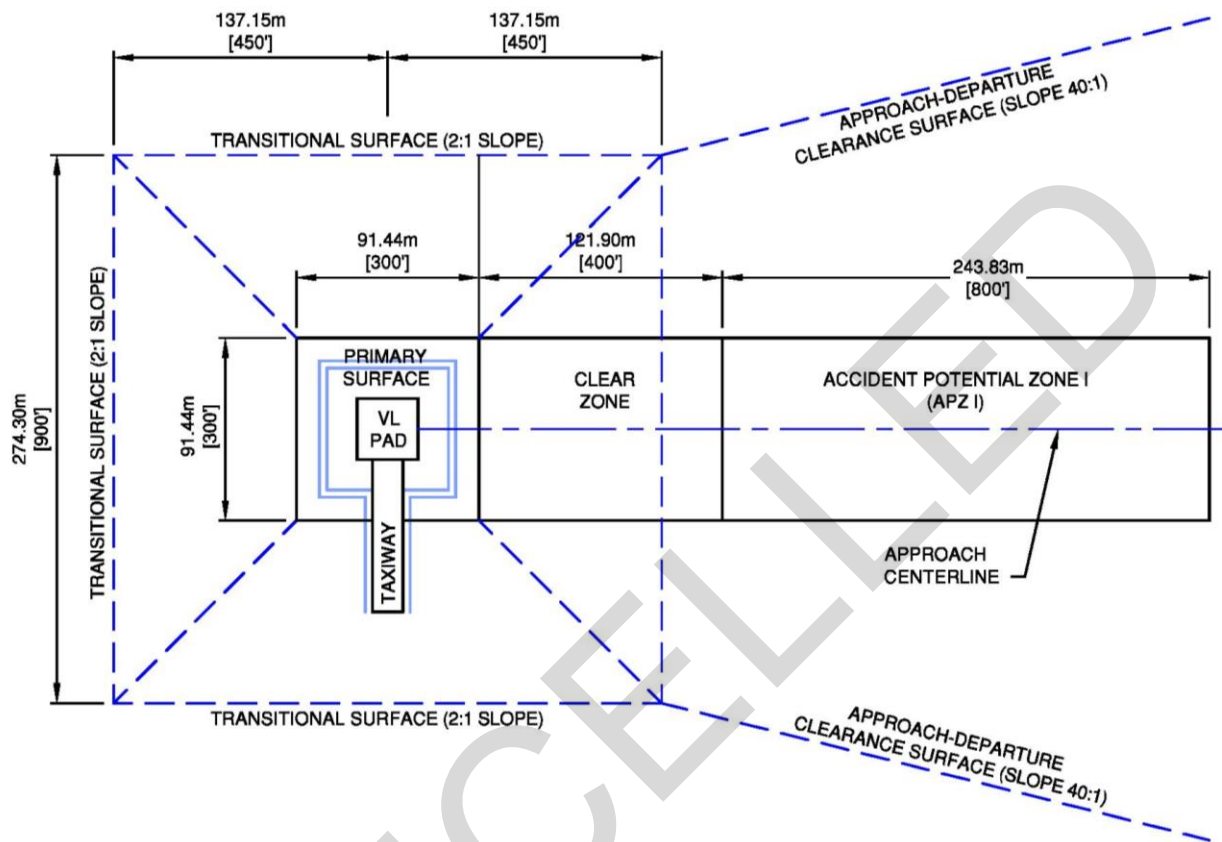 137.15m
[450']
137.15m
[450']
APPROACH-DEPARTURE
CLEARANCE SURFACE (SLOPE 40:1)
TRANSITIONAL SURFACE (2:1 SLOPE)
91.44m
[300']
121.90m
[400']
243.83m
[800']
274.30m
[900']
TRANSITIONAL SURFACE (2:1 SLOPE)
91.44m
[300']
PRIMARY
SURFACE
VL
PAD
TAXIWAY
CLEAR
ZONE
ACCIDENT POTENTIAL ZONE I
(APZ I)
APPROACH
CENTERLINE
TRANSITIONAL SURFACE (2:1 SLOPE)
APPROACH-DEPARTURE
CLEARANCE SURFACE (SLOPE 40:1)
CELLED